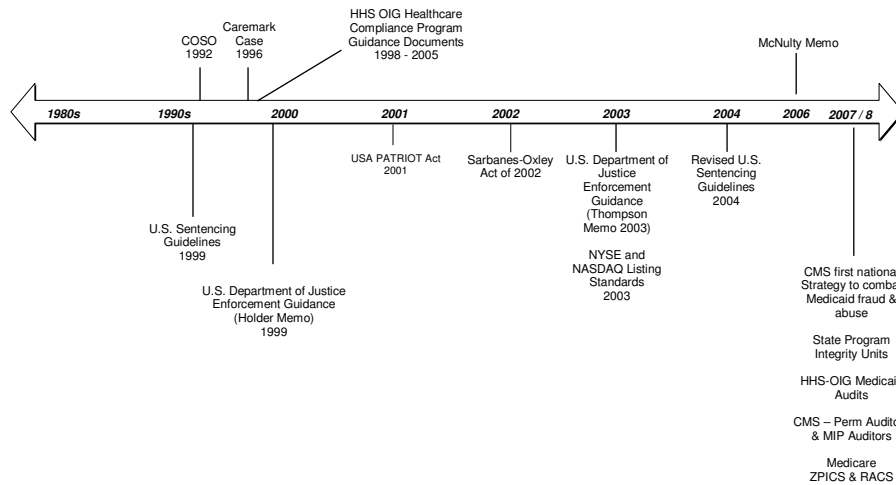 HHS OIG Healthcare
Compliance Program
Guidance Documents
1998 - 2005
Caremark
Case
1996
COSO
1992
McNulty Memo
1980s
1990s
2000
2001
2002
2003
2004
2006
2007 / 8
USA PATRIOT Act
2001
Sarbanes-Oxley
Act of 2002
U.S. Department of
Justice
Enforcement
Guidance
(Thompson
Memo 2003)
NYSE and
NASDAQ Listing
Standards
2003
Revised U.S.
Sentencing
Guidelines
2004
U.S. Sentencing
Guidelines
1999
U.S. Department of Justice
Enforcement Guidance
(Holder Memo)
1999
CMS first nationa
Strategy to comba
Medicaid fraud &
abuse
State Program
Integrity Units
HHS-OIG Medicai
Audits
CMS – Perm Audito
& MIP Auditors
Medicare
ZPICS & RACS